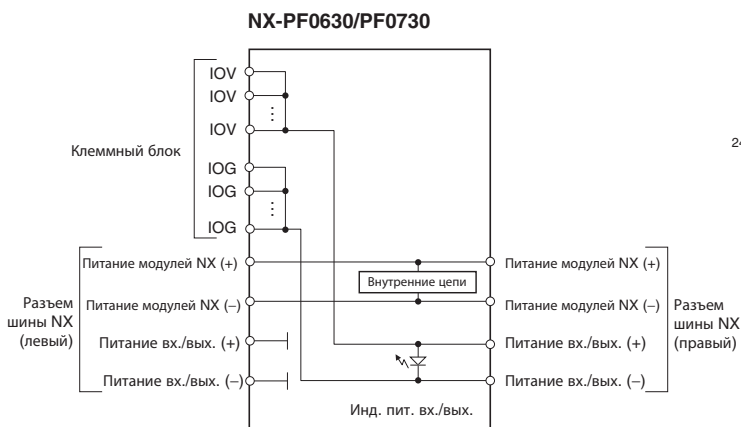 NX-PF0630/PF0730
IOV
IOV
⋮
IOV
Клеммный блок
24
IOG
IOG
⋮
IOG
Питание модулей NX (+)
Питание модулей NX (+)
Внутренние цепи
Питание модулей NX (–)
Питание модулей NX (–)
Разъем
шины NX
(левый)
Разъем
шины NX
(правый)
Питание вх./вых. (+)
Питание вх./вых. (+)
Питание вх./вых. (–)
Питание вх./вых. (–)
Инд. пит. вх./вых.